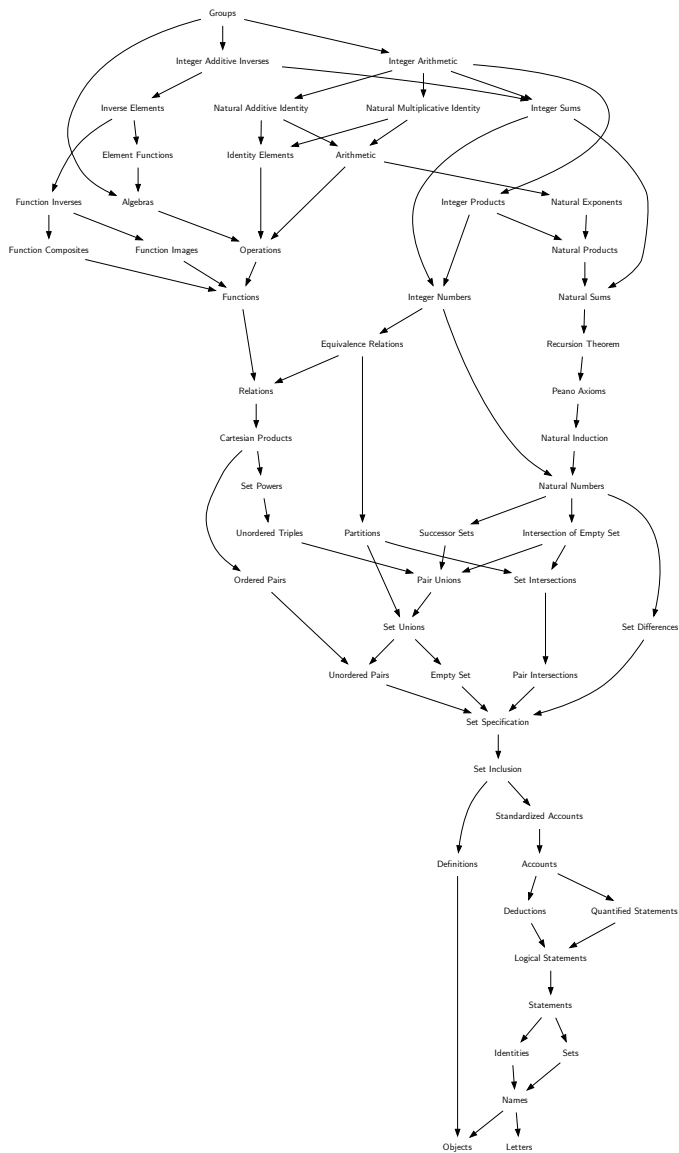 Groups
Integer Additive Inverses
Integer Arithmetic
Inverse Elements
Natural Additive Identity
Natural Multiplicative Identity
Integer Sums
Element Functions
Identity Elements
Arithmetic
Function Inverses
Algebras
Integer Products
Natural Exponents
Function Composites
Function Images
Operations
Natural Products
Functions
Integer Numbers
Natural Sums
Equivalence Relations
Recursion Theorem
Relations
Peano Axioms
Cartesian Products
Natural Induction
Set Powers
Natural Numbers
Unordered Triples
Partitions
Successor Sets
Intersection of Empty Set
Ordered Pairs
Pair Unions
Set Intersections
Set Unions
Set Differences
Unordered Pairs
Empty Set
Pair Intersections
Set Specification
Set Inclusion
Standardized Accounts
Definitions
Accounts
Deductions
Quantified Statements
Logical Statements
Statements
Identities
Sets
Names
Objects
Letters